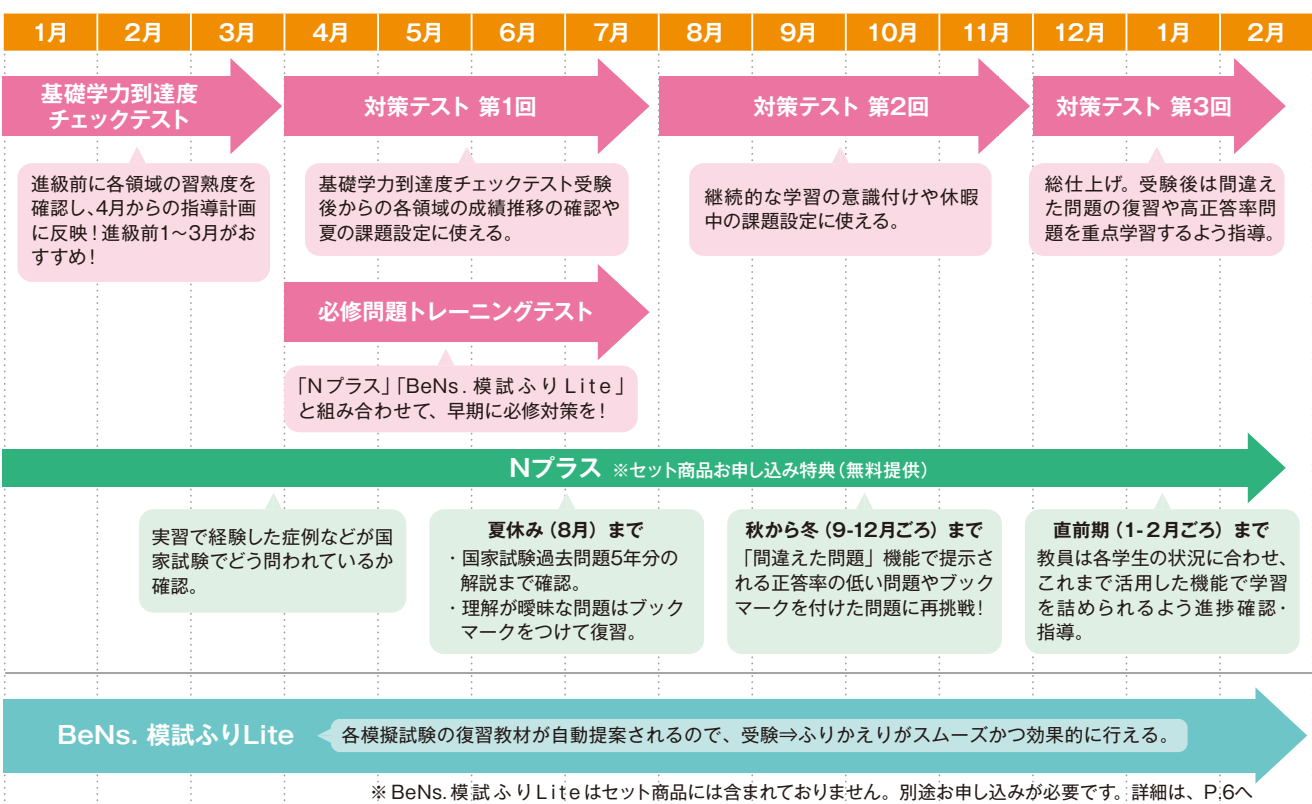 1月 2月 3月 4月 5月 6月 7月 8月 9月 10月 11月 12月 1月 2月
基礎学力到達度
チェックテスト
対策テスト 第1回
対策テスト 第2回
対策テスト 第3回
進級前に各領域の習熟度を
確認し、4月からの指導計画
に反映！進級前1〜3月がお
すすめ！
基礎学力到達度チェックテスト受験
後からの各領域の成績推移の確認や
夏の課題設定に使える。
継続的な学習の意識付けや休暇
中の課題設定に使える。
総仕上げ。受験後は間違え
た問題の復習や高正答率問
題を重点学習するよう指導。
必修問題トレーニングテスト
「Nプラス」「BeNs.模試ふりLite」
と組み合わせて、早期に必修対策を！
Nプラス ※セット商品お申し込み特典（無料提供）
実習で経験した症例などが国
家試験でどう問われているか
確認。
夏休み（8月）まで
・国家試験過去問題5年分の
解説まで確認。
・理解が曖昧な問題はブック
マークをつけて復習。
秋から冬（9-12月ごろ）まで
「間違えた問題」機能で提示さ
れる正答率の低い問題やブック
マークを付けた問題に再挑戦！
直前期（1-2月ごろ）まで
教員は各学生の状況に合わせ、
これまで活用した機能で学習
を詰められるよう進捗確認・
指導。
BeNs. 模試ふりLite
各模擬試験の復習教材が自動提案されるので、受験⇒ふりかえりがスムーズかつ効果的に行える。
※BeNs.模試ふりLiteはセット商品には含まれておりません。別途お申し込みが必要です。詳細は、P.6へ